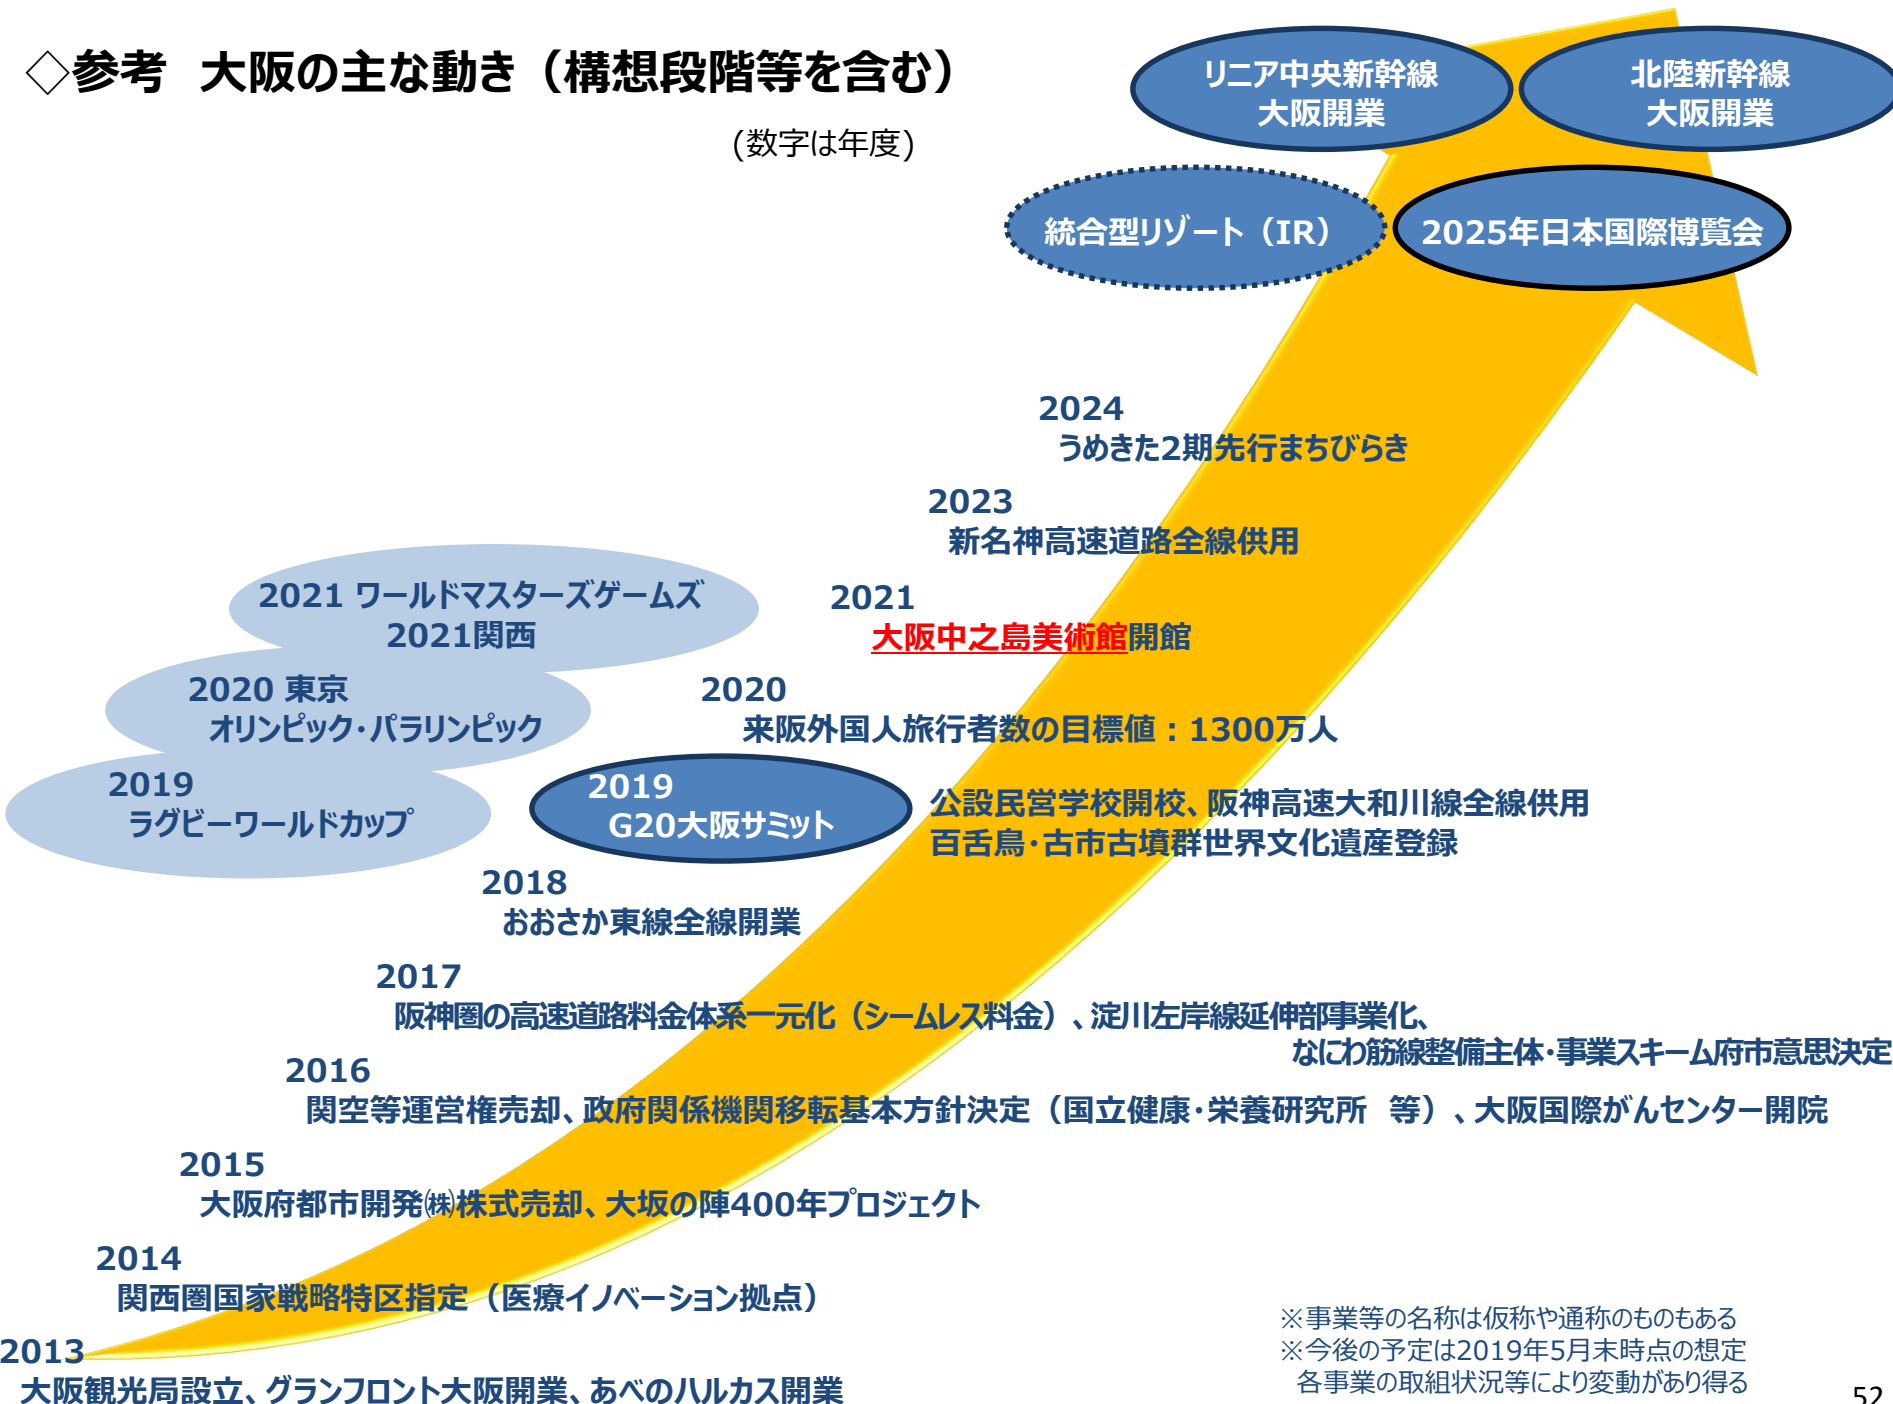 ◇参考　大阪の主な動き（構想段階等を含む）
(数字は年度)
リニア中央新幹線
大阪開業
北陸新幹線
大阪開業
統合型リゾート（IR）
2025年日本国際博覧会
2024
うめきた2期先行まちびらき
2023
新名神高速道路全線供用
2021 ワールドマスターズゲームズ
2021関西
2021
大阪中之島美術館開館
2020 東京
オリンピック・パラリンピック
2020
来阪外国人旅行者数の目標値：1300万人
2019
ラグビーワールドカップ
2019
G20大阪サミット
公設民営学校開校、阪神高速大和川線全線供用
百舌鳥・古市古墳群世界文化遺産登録
2018
おおさか東線全線開業
2017
阪神圏の高速道路料金体系一元化（シームレス料金）、淀川左岸線延伸部事業化、
なにわ筋線整備主体・事業スキーム府市意思決定
2016
関空等運営権売却、政府関係機関移転基本方針決定（国立健康・栄養研究所　等）、大阪国際がんセンター開院
2015
大阪府都市開発㈱株式売却、大坂の陣400年プロジェクト
2014
関西圏国家戦略特区指定（医療イノベーション拠点）
2013
大阪観光局設立、グランフロント大阪開業、あべのハルカス開業
※事業等の名称は仮称や通称のものもある
※今後の予定は2019年5月末時点の想定
各事業の取組状況等により変動があり得る
52